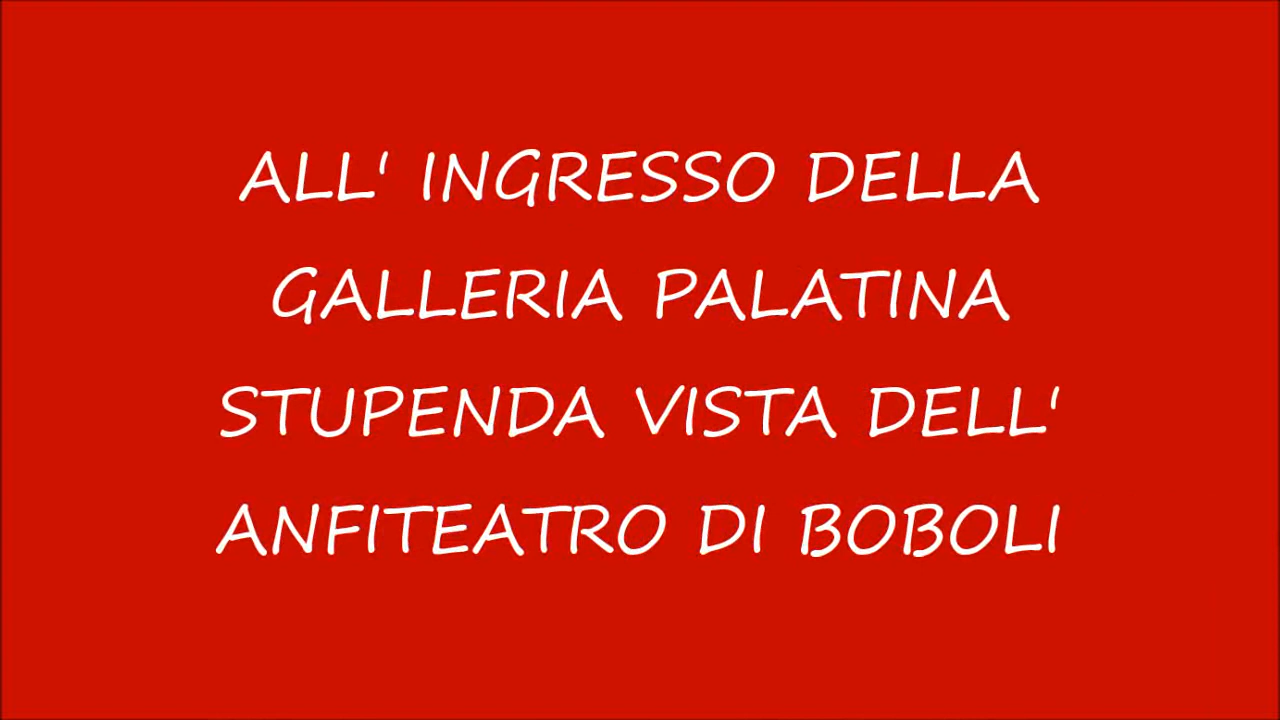 ALL' INGRESSO DELLA
GALLERIA PALATINA
STUPENDA VISTA DELL'
ANFITEATRO DI BOBOLI